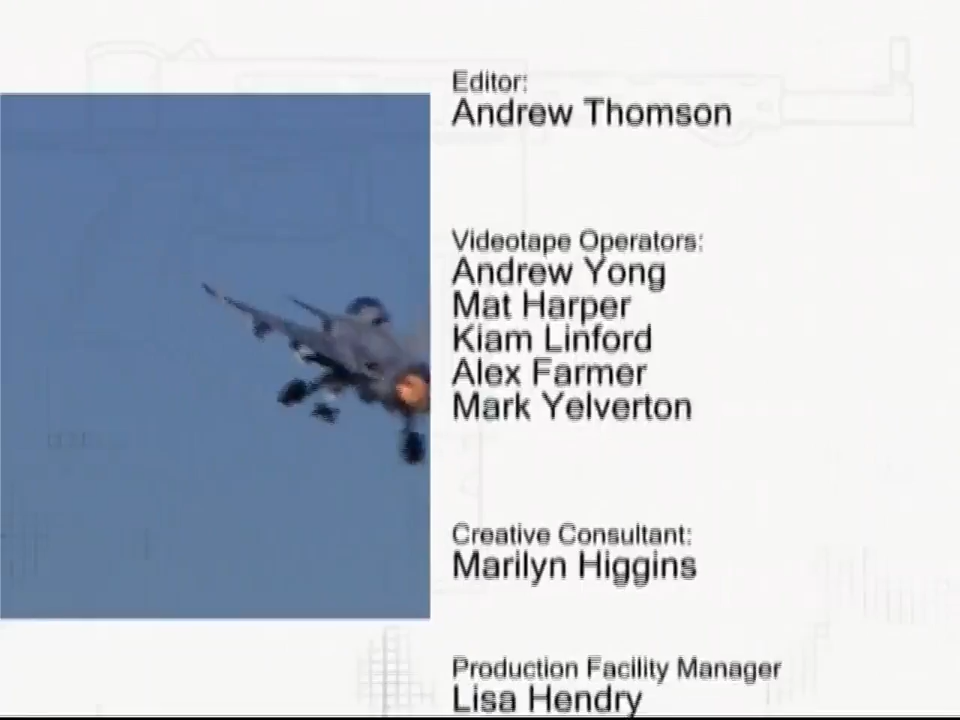 Editor:
Andrew Thomson
Videotape Operators:
Andrew Yong
Mat Harper
Kiam Linford
Alex Farmer
Mark Yelverton
Creative Consultant:
Marilyn Higgins
Production Facility Manager
Lisa Hendry